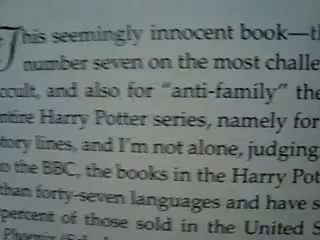 This seemingly innocent book—th
number seven on the most challe
ccult, and also for "anti-family" the
ntire Harry Potter series, namely for
tory lines, and I'm not alone, judging
o the BBC, the books in the Harry Pot
than forty-seven languages and have s
percent of those sold in the United S
Phoenix